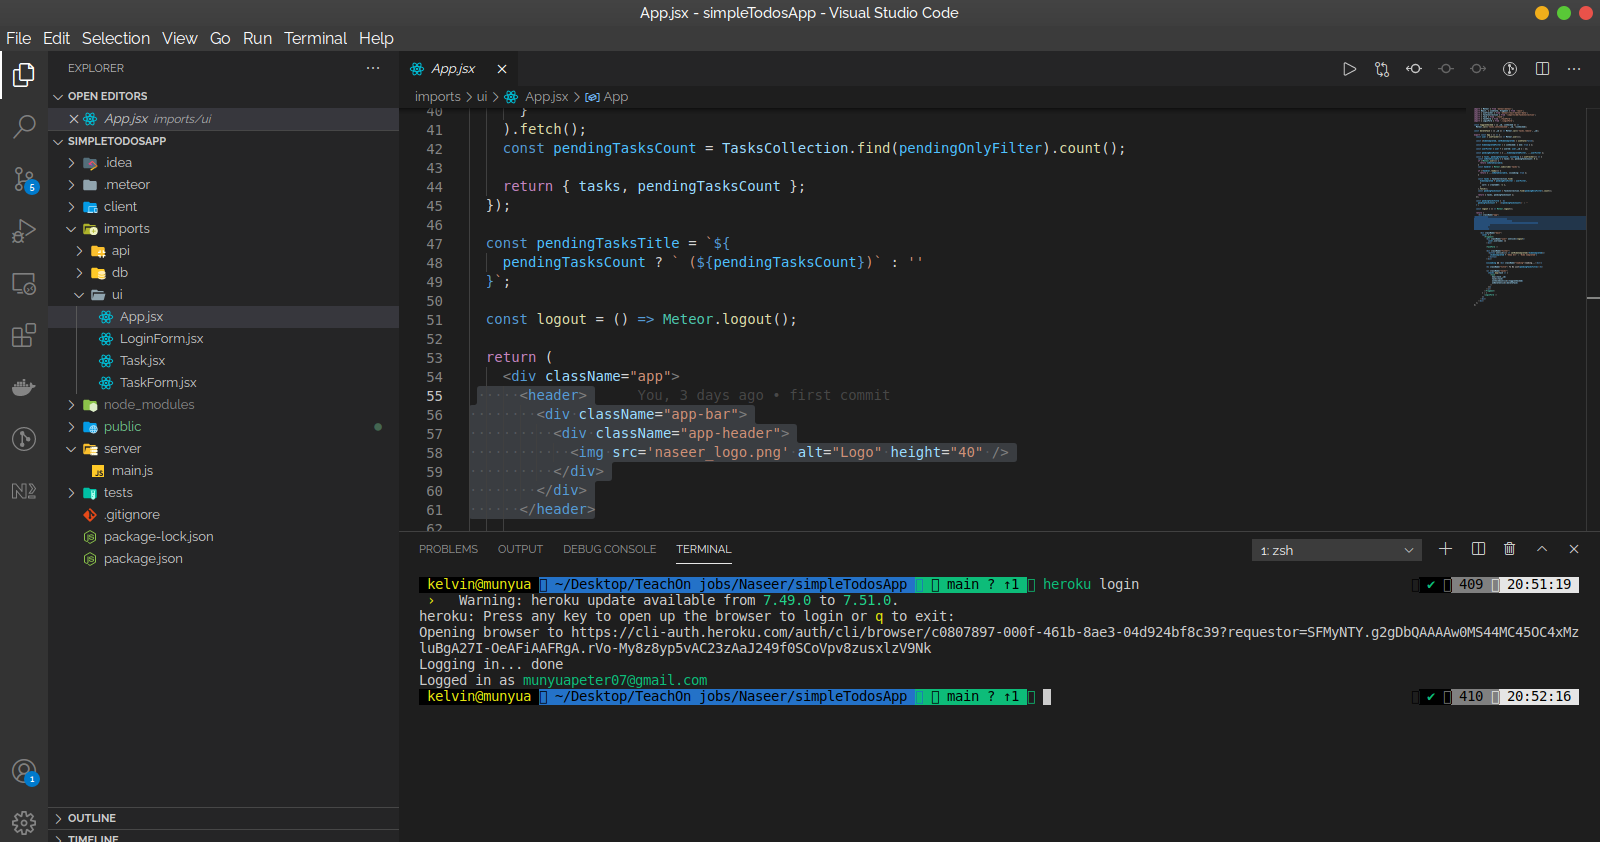 App.jsx - simpleTodosApp - Visual Studio Code
File Edit Selection View Go Run Terminal Help
EXPLORER
OPEN EDITORS
App.jsx imports/ui
SIMPLETODOSAPP
.idea
.meteor
client
imports
api
db
ui
App.jsx
LoginForm.jsx
Task.jsx
TaskForm.jsx
node_modules
public
server
main.js
tests
.gitignore
package-lock.json
package.json
OUTLINE
TIMELINE
5
1
App.jsx
imports > ui > App.jsx > App
40 }
41 ).fetch();
42 const pendingTasksCount = TasksCollection.find(pendingOnlyFilter).count();
43
44 return { tasks, pendingTasksCount };
45 });
46
47 const pendingTasksTitle = `${
48 pendingTasksCount ? ` (${pendingTasksCount})` : ''
49 }`;
50
51 const logout = () => Meteor.logout();
52
53 return (
54 <div className="app">
55 <header> You, 3 days ago • first commit
56 <div className="app-bar">
57 <div className="app-header">
58 <img src='naseer_logo.png' alt="Logo" height="40" />
59 </div>
60 </div>
61 </header>
62
PROBLEMS OUTPUT DEBUG CONSOLE TERMINAL 1: zsh
kelvin@munyua ~/Desktop/TeachOn jobs/Naseer/simpleTodosApp main ? ↑1 heroku login ✔ 409 20:51:19
› Warning: heroku update available from 7.49.0 to 7.51.0.
heroku: Press any key to open up the browser to login or q to exit:
Opening browser to https://cli-auth.heroku.com/auth/cli/browser/c0807897-000f-461b-8ae3-04d924bf8c39?requestor=SFMyNTY.g2gDbQAAAAw0MS44MC45OC4xMz
luBgA27I-OeAFiAAFRgA.rVo-My8z8yp5vAC23zAaJ249f0SCoVpv8zusxlzV9Nk
Logging in... done
Logged in as munyuapeter07@gmail.com
kelvin@munyua ~/Desktop/TeachOn jobs/Naseer/simpleTodosApp main ? ↑1 ✔ 410 20:52:16